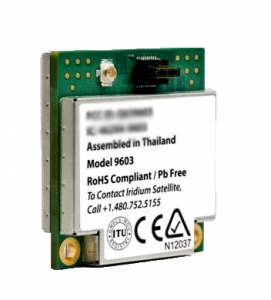 Assembled in Thailand
Model 9603
RoHS Compliant / Pb Free
To Contact Iridium Satellite,
Call +1.480.752.5155
ITU CE
N12037